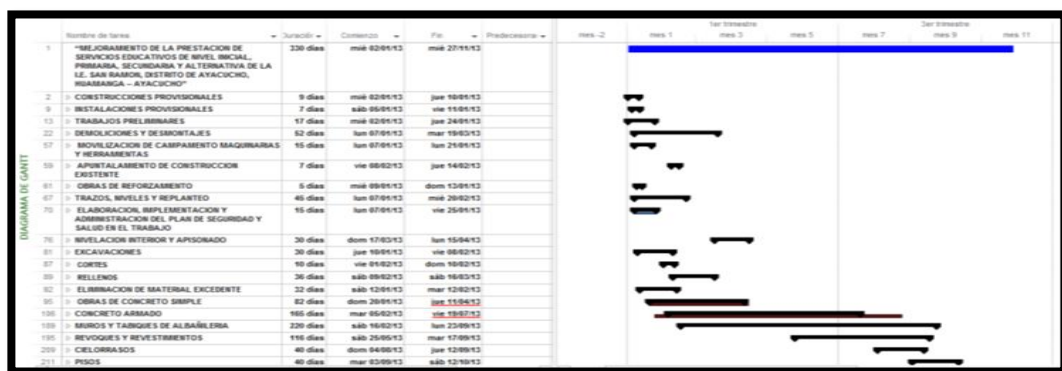 1er trimestre 3er trimestre
Nombre de tarea Duración Comienzo Fin Predecesoras mes -2 mes 1 mes 3 mes 5 mes 7 mes 9 mes 11
1 "MEJORAMIENTO DE LA PRESTACION DE 330 días mié 02/01/13 mié 27/11/13
SERVICIOS EDUCATIVOS DE NIVEL INICIAL,
PRIMARIA, SECUNDARIA Y ALTERNATIVA DE LA
I.E. SAN RAMON, DISTRITO DE AYACUCHO,
HUAMANGA – AYACUCHO"
2 CONSTRUCCIONES PROVISIONALES 9 días mié 02/01/13 jue 10/01/13
9 INSTALACIONES PROVISIONALES 7 días sáb 05/01/13 vie 11/01/13
13 TRABAJOS PRELIMINARES 17 días mié 02/01/13 jue 24/01/13
22 DEMOLICIONES Y DESMONTAJES 52 días lun 07/01/13 mar 19/03/13
57 MOVILIZACION DE CAMPAMENTO MAQUINARIAS 15 días lun 07/01/13 lun 21/01/13
Y HERRAMIENTAS
59 APUNTALAMIENTO DE CONSTRUCCION 7 días vie 08/02/13 jue 14/02/13
EXISTENTE
61 OBRAS DE REFORZAMIENTO 5 días mié 09/01/13 dom 13/01/13
67 TRAZOS, NIVELES Y REPLANTEO 45 días lun 07/01/13 mié 20/02/13
70 ELABORACION, IMPLEMENTACION Y 15 días lun 07/01/13 vie 25/01/13
ADMINISTRACION DEL PLAN DE SEGURIDAD Y
SALUD EN EL TRABAJO
76 NIVELACION INTERIOR Y APISONADO 30 días dom 17/03/13 lun 15/04/13
81 EXCAVACIONES 30 días jue 10/01/13 vie 08/02/13
87 CORTES 10 días vie 01/02/13 dom 10/02/13
89 RELLENOS 36 días sáb 09/02/13 sáb 16/03/13
92 ELIMINACION DE MATERIAL EXCEDENTE 32 días sáb 12/01/13 mar 12/02/13
95 OBRAS DE CONCRETO SIMPLE 82 días dom 20/01/13 jue 11/04/13
CONCRETO ARMADO 165 días mar 05/02/13 vie 19/07/13
189 MUROS Y TABIQUES DE ALBAÑILERIA 220 días sáb 16/02/13 lun 23/09/13
195 REVOQUES Y REVESTIMIENTOS 116 días sáb 25/05/13 mar 17/09/13
209 CIELORRASOS 40 días dom 04/08/13 jue 12/09/13
211 PISOS 40 días mar 03/09/13 sáb 12/10/13
DIAGRAMA DE GANTT